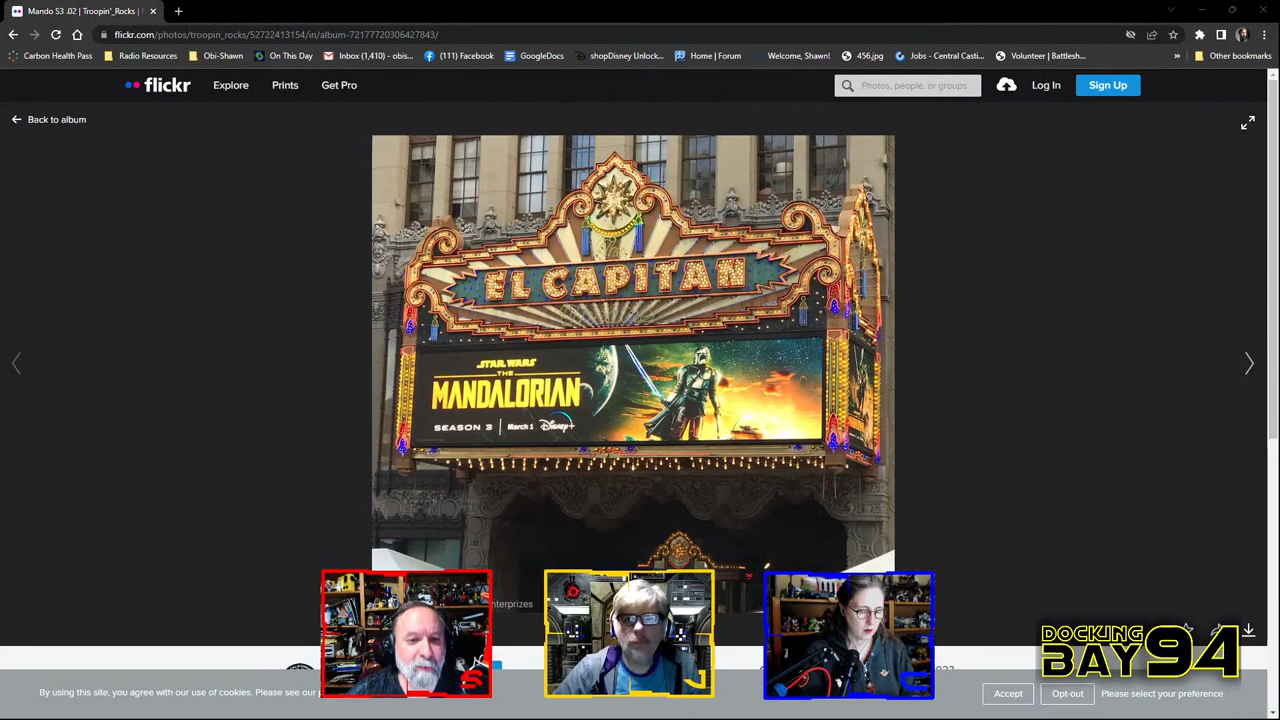 Mando S3 .02 | Troopin'_Rocks |
flickr.com/photos/troopin_rocks/52722413154/in/album-72177720306427843/
Carbon Health Pass
Radio Resources
Obi-Shawn
On This Day
Inbox (1,410) - obis...
(111) Facebook
GoogleDocs
shopDisney Unlock...
Home | Forum
Welcome, Shawn!
456.jpg
Jobs - Central Casti...
Volunteer | Battlesh...
»
Other bookmarks
flickr
Explore
Prints
Get Pro
Photos, people, or groups
Log In
Sign Up
Back to album
EL CAPITAN
STAR WARS
THE
MANDALORIAN
SEASON 3 | March 1 Disney+
enterprizes
S
J
C
DOCKING
BAY 94
By using this site, you agree with our use of cookies. Please see our
Accept
Opt-out
Please select your preference